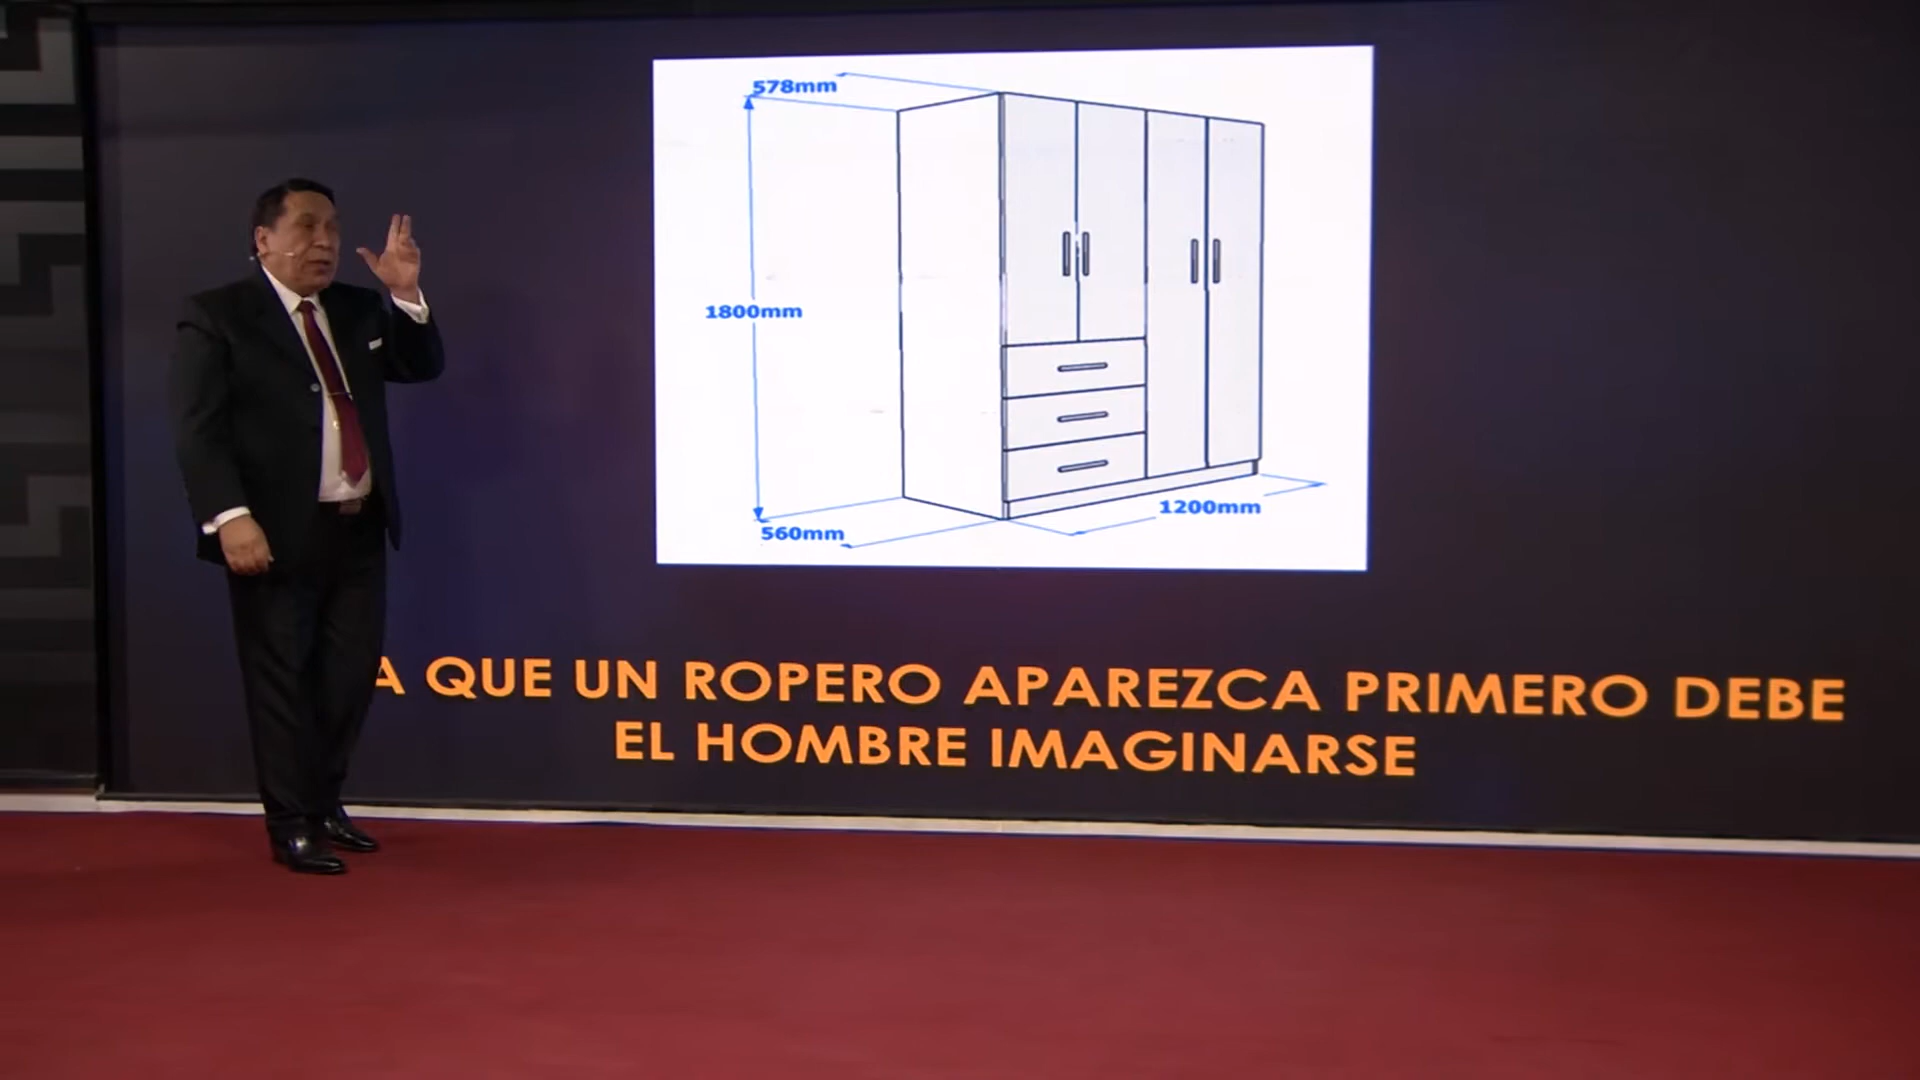 578mm
1800mm
560mm
1200mm
A QUE UN ROPERO APAREZCA PRIMERO DEBE
EL HOMBRE IMAGINARSE